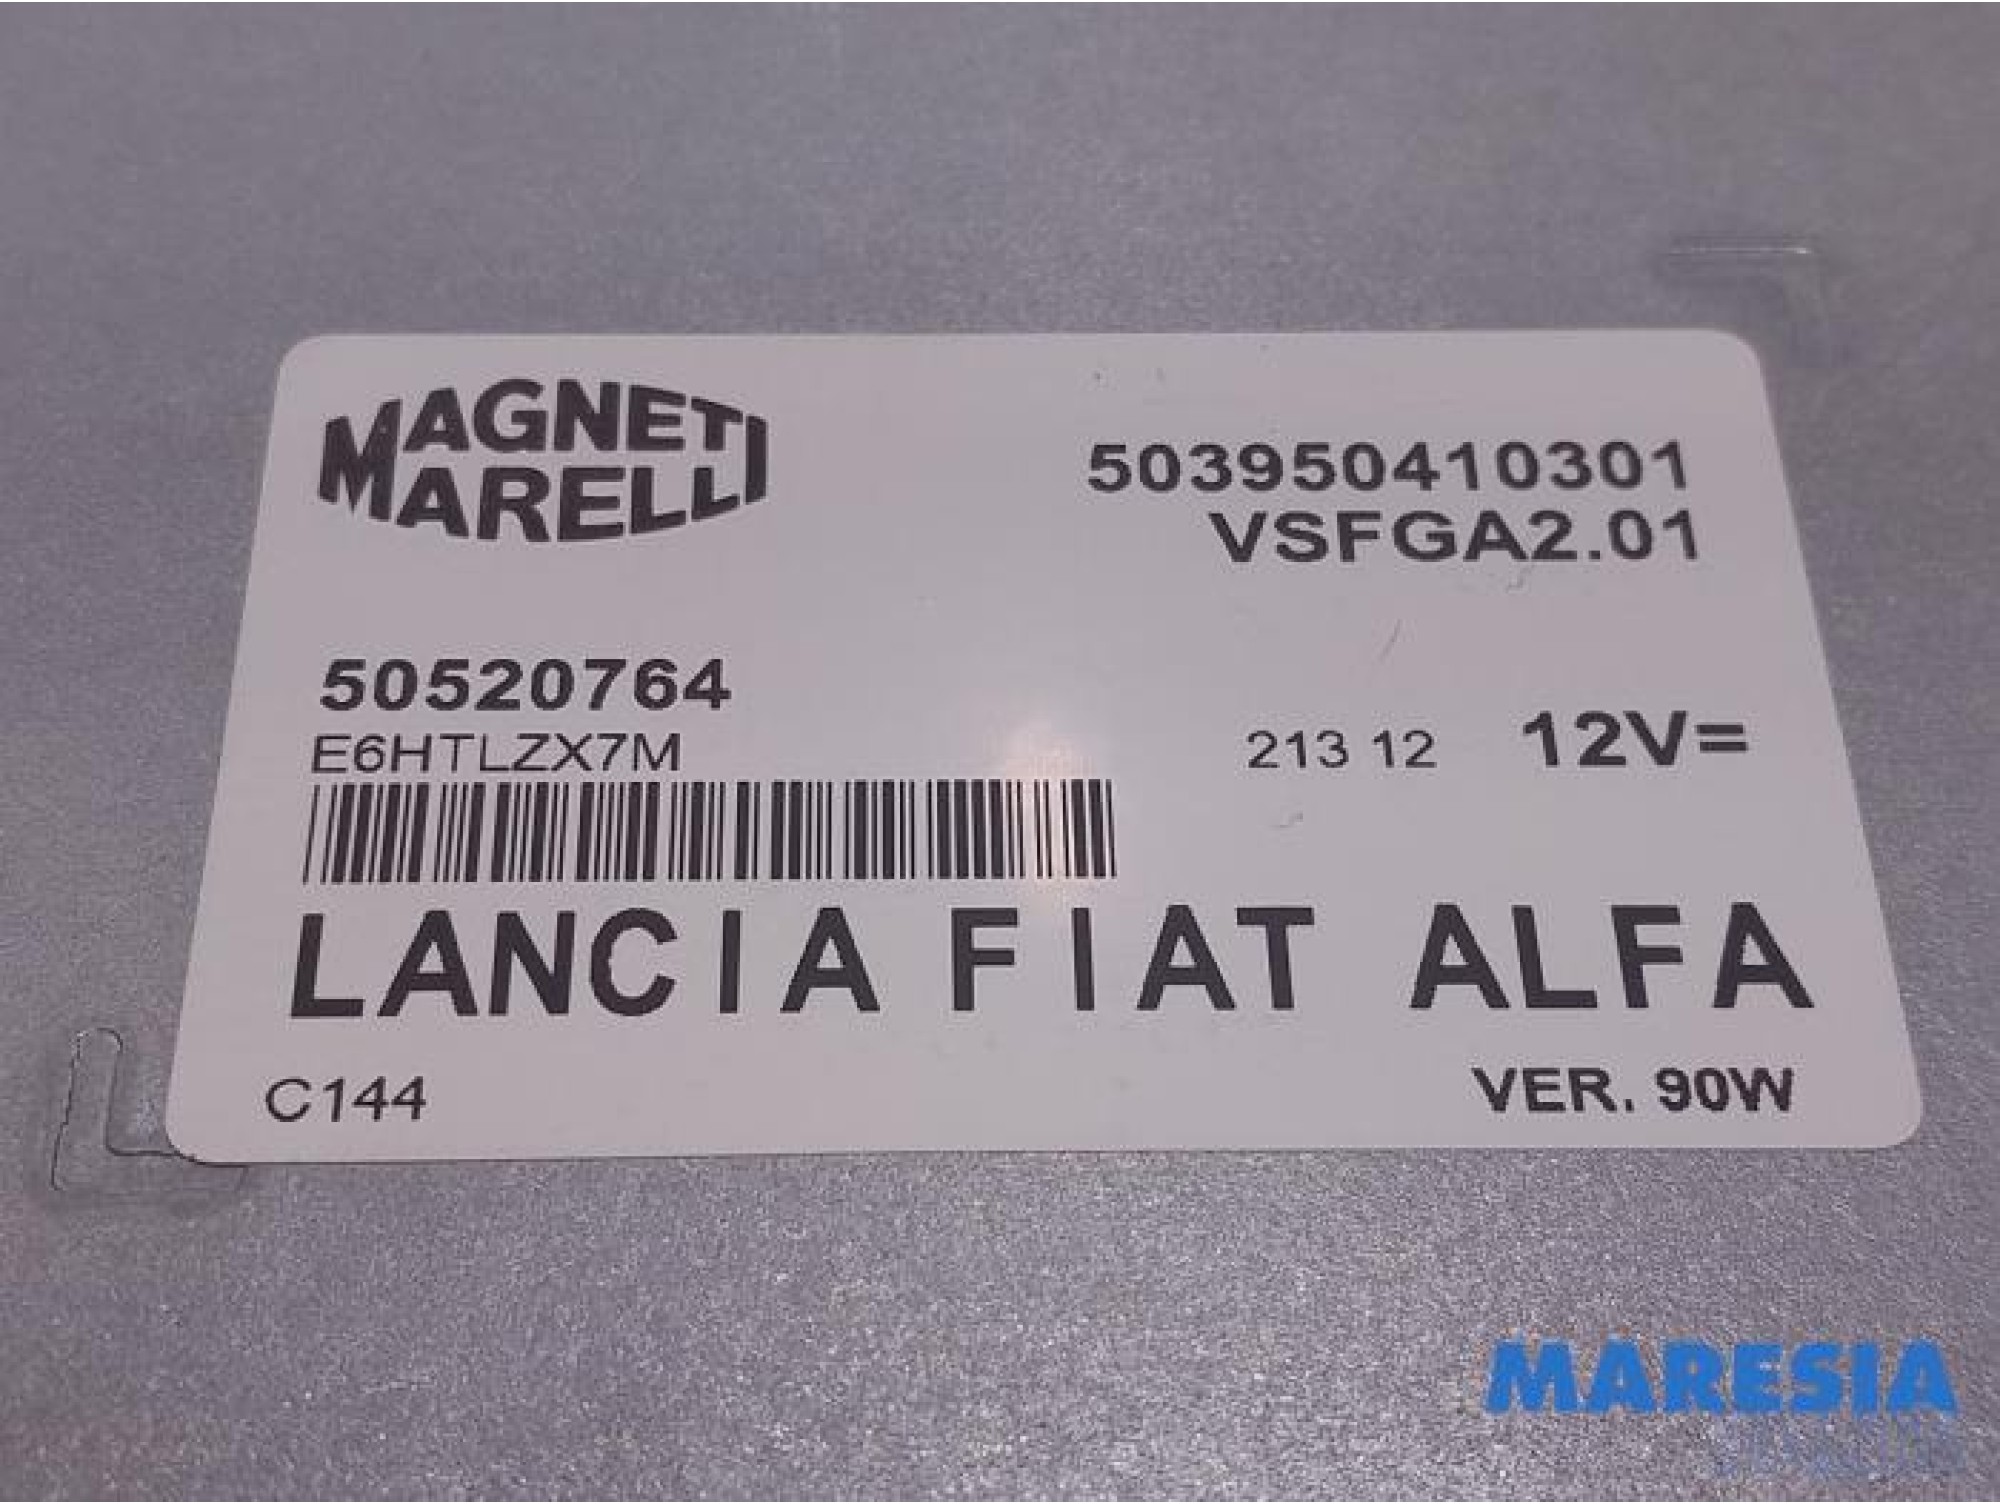 MAGNETI
MARELLI
503950410301
VSFGA2.01
50520764
E6HTLZX7M
213 12
12V=
LANCIA FIAT ALFA
C144
VER. 90W
MARESIA